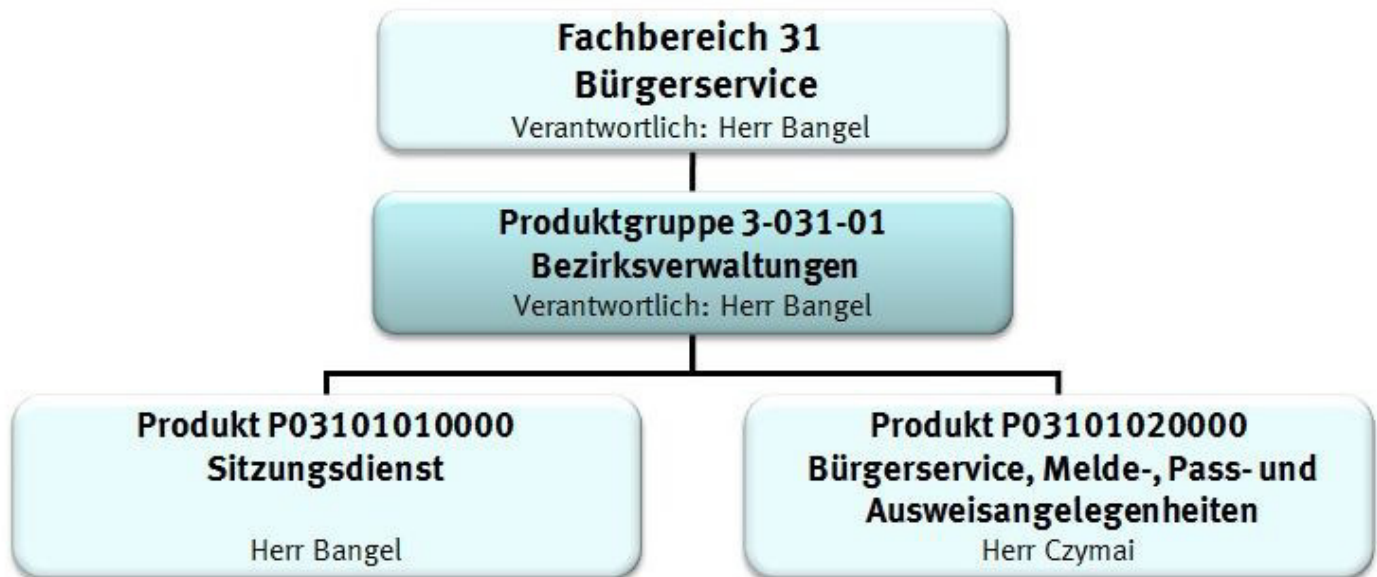 Fachbereich 31
Bürgerservice
Verantwortlich: Herr Bangel
Produktgruppe 3-031-01
Bezirksverwaltungen
Verantwortlich: Herr Bangel
Produkt P03101010000
Sitzungsdienst
Herr Bangel
Produkt P03101020000
Bürgerservice, Melde-, Pass- und
Ausweisangelegenheiten
Herr Czymai